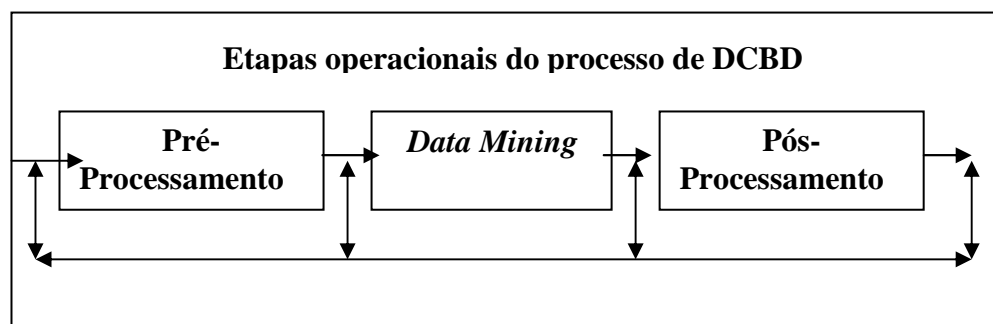 Etapas operacionais do processo de DCBD
Pré-
Processamento
Data Mining
Pós-
Processamento